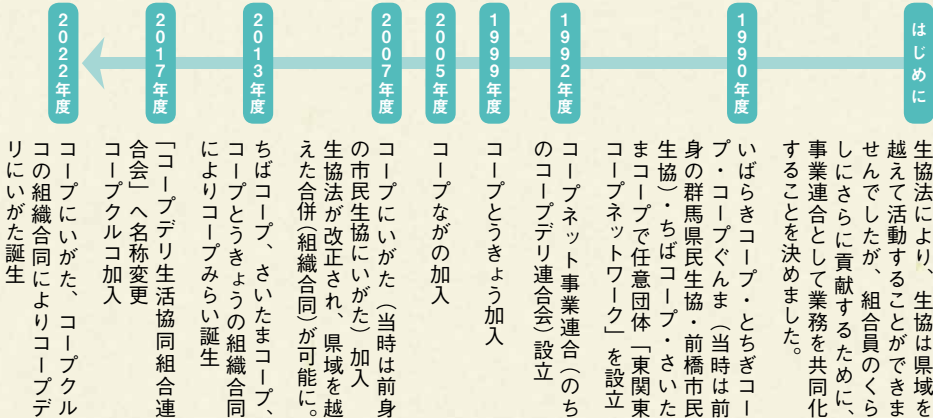 はじめに
生協法により、生協は県域を
越えて活動することができま
せんでしたが、組合員のくら
しにさらに貢献するために、
事業連合として業務を共同化
することを決めました。
1990年度
いばらきコープ・とちぎコー
プ・コープぐんま（当時は前
身の群馬県民生協・前橋市民
生協）・ちばコープ・さいた
まコープで任意団体「東関東
コープネットワーク」を設立
1992年度
コープネット事業連合（のち
のコープデリ連合会）設立
1999年度
コープとうきょう加入
2005年度
コープながの加入
2007年度
コープにいがた（当時は前身
の市民生協にいがた）加入
生協法が改正され、県域を越
えた合併（組織合同）が可能に。
2013年度
ちばコープ、さいたまコープ、
コープとうきょうの組織合同
によりコープみらい誕生
2017年度
「コープデリ生活協同組合連
合会」へ名称変更
コープクルコ加入
2022年度
コープにいがた、コープクル
コの組織合同によりコープデ
リにいがた誕生